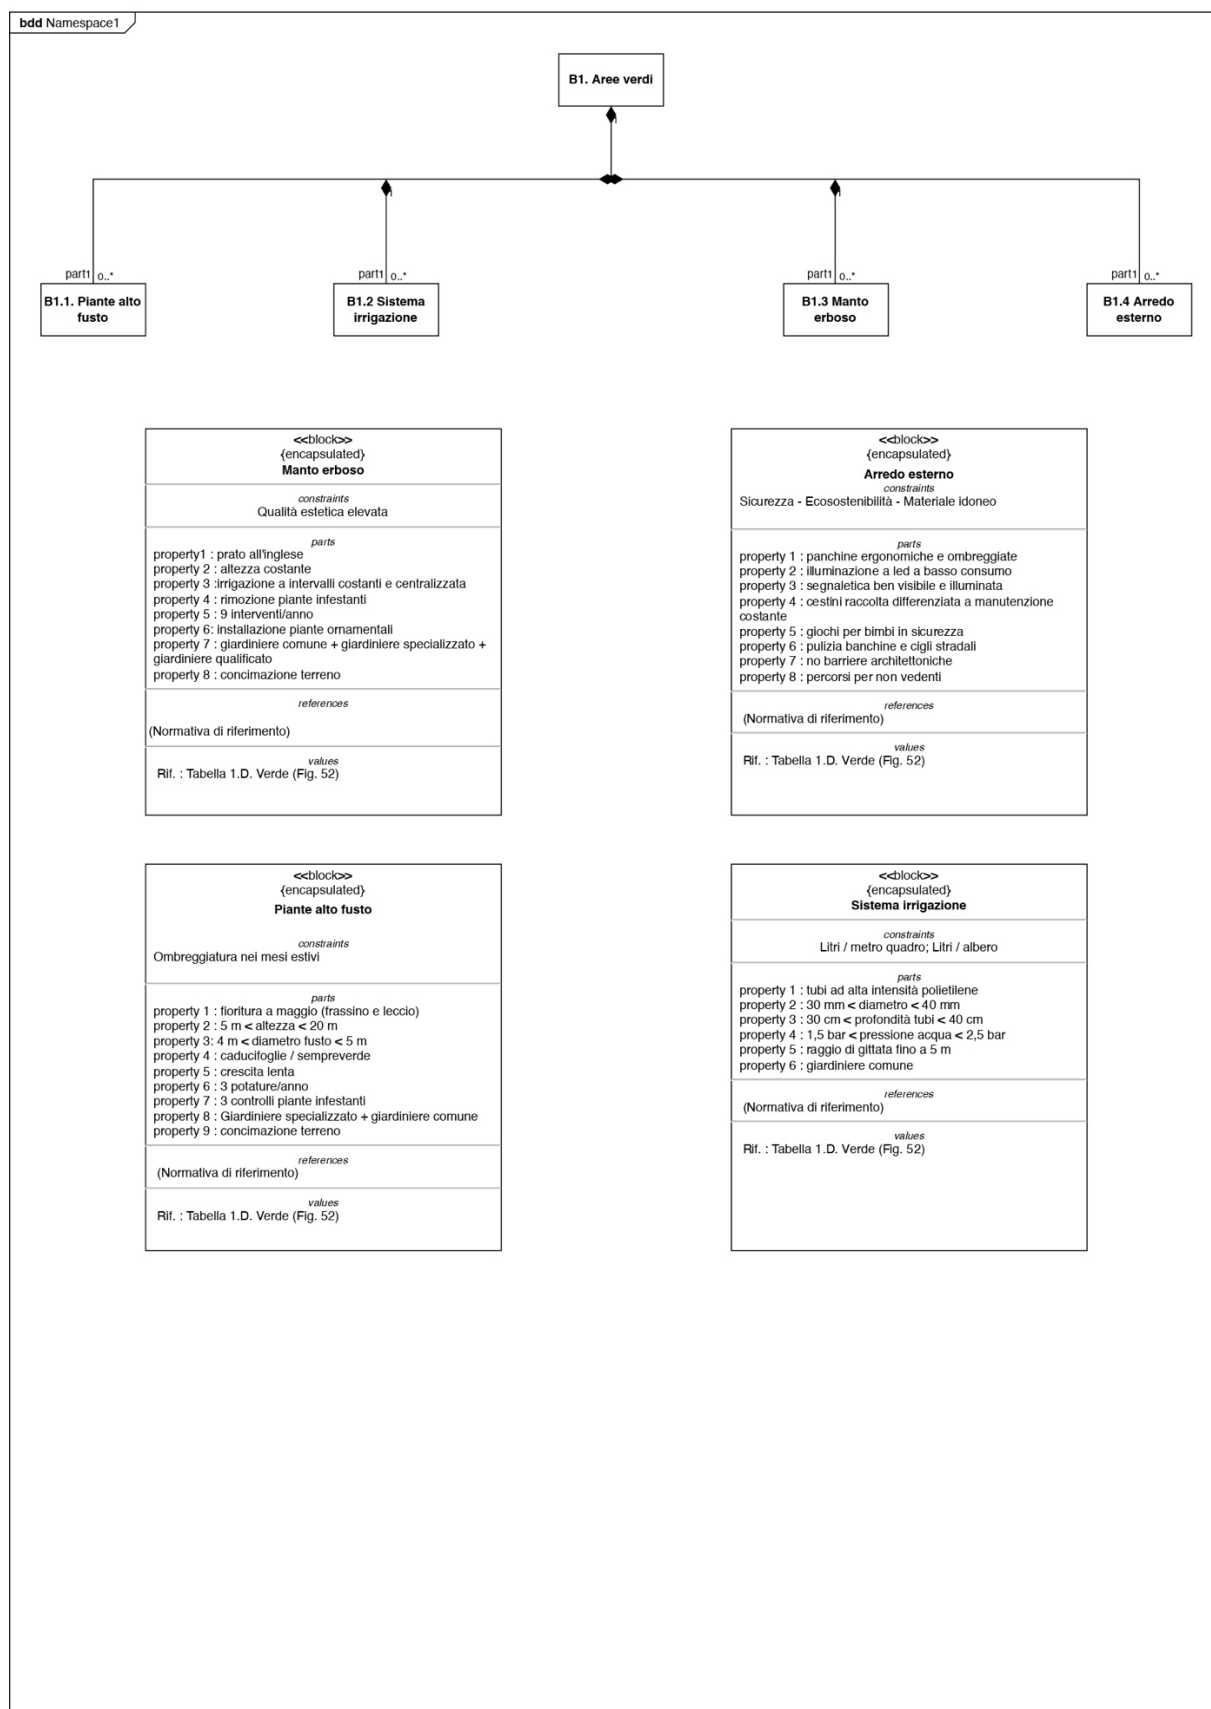 bdd Namespace1
B1. Aree verdi
1
1
1
part1 0..*
part1 0..*
part1 0..*
part1 0..*
B1.1. Piante alto
fusto
B1.2 Sistema
irrigazione
B1.3 Manto
erboso
B1.4 Arredo
esterno
<<block>>
{encapsulated}
Manto erboso
constraints
Qualità estetica elevata
parts
property1 : prato all'inglese
property 2 : altezza costante
property 3 :irrigazione a intervalli costanti e centralizzata
property 4 : rimozione piante infestanti
property 5 : 9 interventi/anno
property 6: installazione piante ornamentali
property 7 : giardiniere comune + giardiniere specializzato +
giardiniere qualificato
property 8 : concimazione terreno
references
(Normativa di riferimento)
values
Rif. : Tabella 1.D. Verde (Fig. 52)
<<block>>
{encapsulated}
Arredo esterno
constraints
Sicurezza - Ecosostenibilità - Materiale idoneo
parts
property 1 : panchine ergonomiche e ombreggiate
property 2 : illuminazione a led a basso consumo
property 3 : segnaletica ben visibile e illuminata
property 4 : cestini raccolta differenziata a manutenzione
costante
property 5 : giochi per bimbi in sicurezza
property 6 : pulizia banchine e cigli stradali
property 7 : no barriere architettoniche
property 8 : percorsi per non vedenti
references
(Normativa di riferimento)
values
Rif. : Tabella 1.D. Verde (Fig. 52)
<<block>>
{encapsulated}
Piante alto fusto
constraints
Ombreggiatura nei mesi estivi
parts
property 1 : fioritura a maggio (frassino e leccio)
property 2 : 5 m < altezza < 20 m
property 3: 4 m < diametro fusto < 5 m
property 4 : caducifoglie / sempreverde
property 5 : crescita lenta
property 6 : 3 potature/anno
property 7 : 3 controlli piante infestanti
property 8 : Giardiniere specializzato + giardiniere comune
property 9 : concimazione terreno
references
(Normativa di riferimento)
values
Rif. : Tabella 1.D. Verde (Fig. 52)
<<block>>
{encapsulated}
Sistema irrigazione
constraints
Litri / metro quadro; Litri / albero
parts
property 1 : tubi ad alta intensità polietilene
property 2 : 30 mm < diametro < 40 mm
property 3 : 30 cm < profondità tubi < 40 cm
property 4 : 1,5 bar < pressione acqua < 2,5 bar
property 5 : raggio di gittata fino a 5 m
property 6 : giardiniere comune
references
(Normativa di riferimento)
values
Rif. : Tabella 1.D. Verde (Fig. 52)